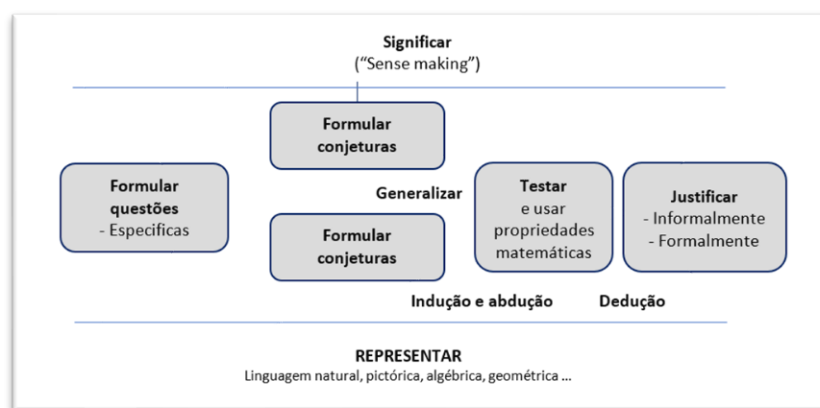 Significar
(“Sense making”)
Formular
conjeturas
Formular
questões
- Especificas
Generalizar
Formular
conjeturas
Testar
e usar
propriedades
matemáticas
Justificar
- Informalmente
- Formalmente
Indução e abdução
Dedução
REPRESENTAR
Linguagem natural, pictórica, algébrica, geométrica ...